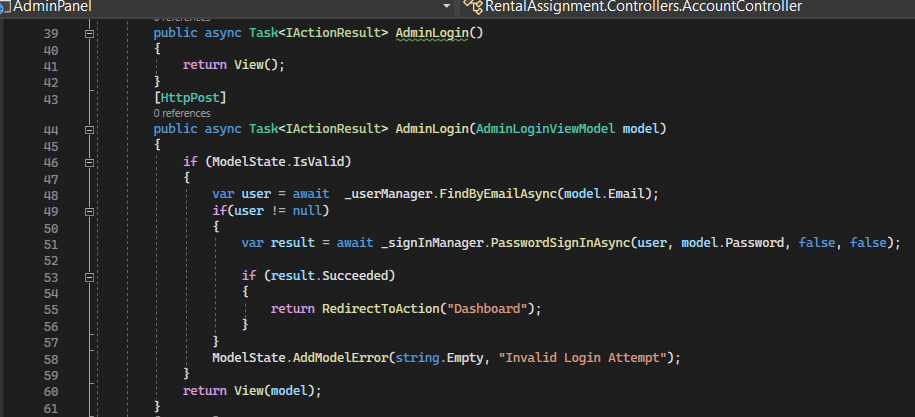 AdminPanel RentalAssignment.Controllers.AccountController
0 references
39 public async Task<IActionResult> AdminLogin()
40 {
41 return View();
42 }
43 [HttpPost]
0 references
44 public async Task<IActionResult> AdminLogin(AdminLoginViewModel model)
45 {
46 if (ModelState.IsValid)
47 {
48 var user = await  _userManager.FindByEmailAsync(model.Email);
49 if(user != null)
50 {
51 var result = await _signInManager.PasswordSignInAsync(user, model.Password, false, false);
52
53 if (result.Succeeded)
54 {
55 return RedirectToAction("Dashboard");
56 }
57 }
58 ModelState.AddModelError(string.Empty, "Invalid Login Attempt");
59 }
60 return View(model);
61 }